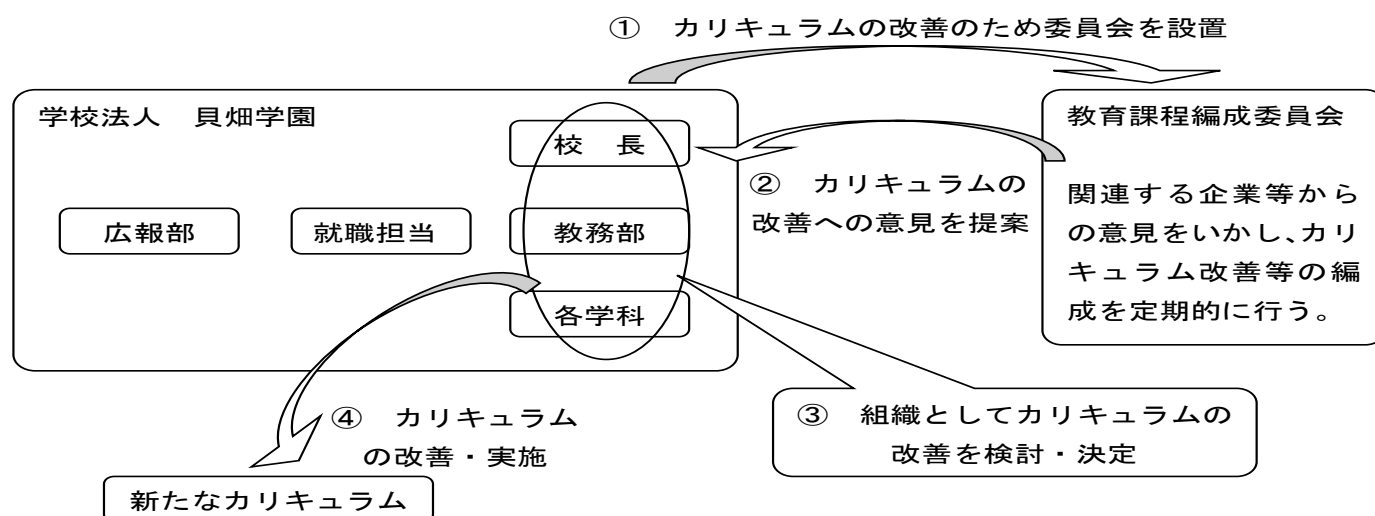 ① カリキュラムの改善のため委員会を設置
学校法人 貝畑学園
校 長
広報部
就職担当
教務部
各学科
教育課程編成委員会
関連する企業等から
の意見をいかし、カリ
キュラム改善等の編
成を定期的に行う。
② カリキュラムの
改善への意見を提案
③ 組織としてカリキュラムの
改善を検討・決定
④ カリキュラム
の改善・実施
新たなカリキュラム